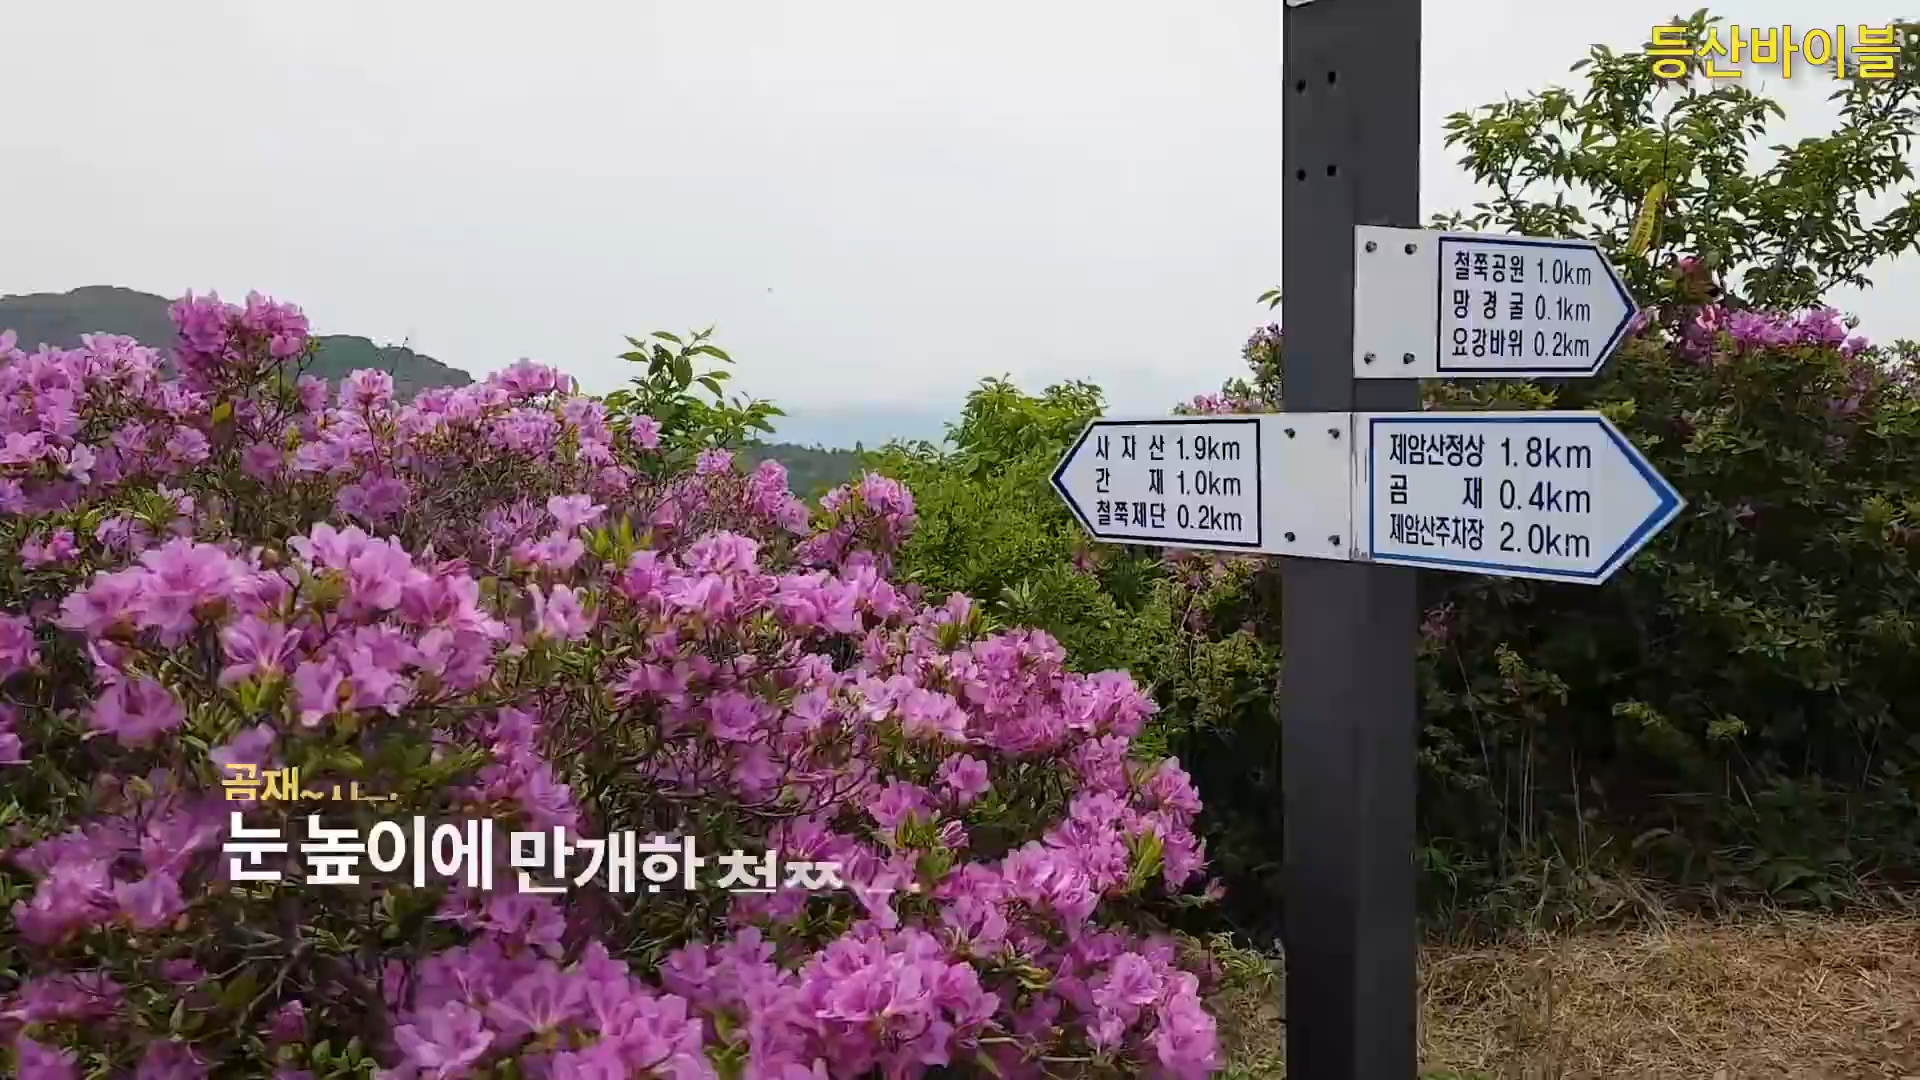 등산바이블
철쭉공원 1.0km
망경굴 0.1km
요강바위 0.2km
사자산 1.9km
간재 1.0km
철쭉제단 0.2km
제암산정상 1.8km
곰재 0.4km
제암산주차장 2.0km
곰재~
눈 높이에 만개한